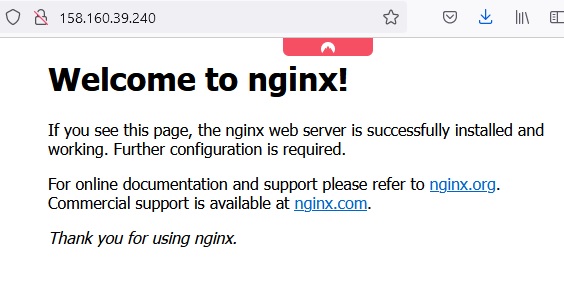 158.160.39.240
Welcome to nginx!
If you see this page, the nginx web server is successfully installed and
working. Further configuration is required.
For online documentation and support please refer to nginx.org.
Commercial support is available at nginx.com.
Thank you for using nginx.